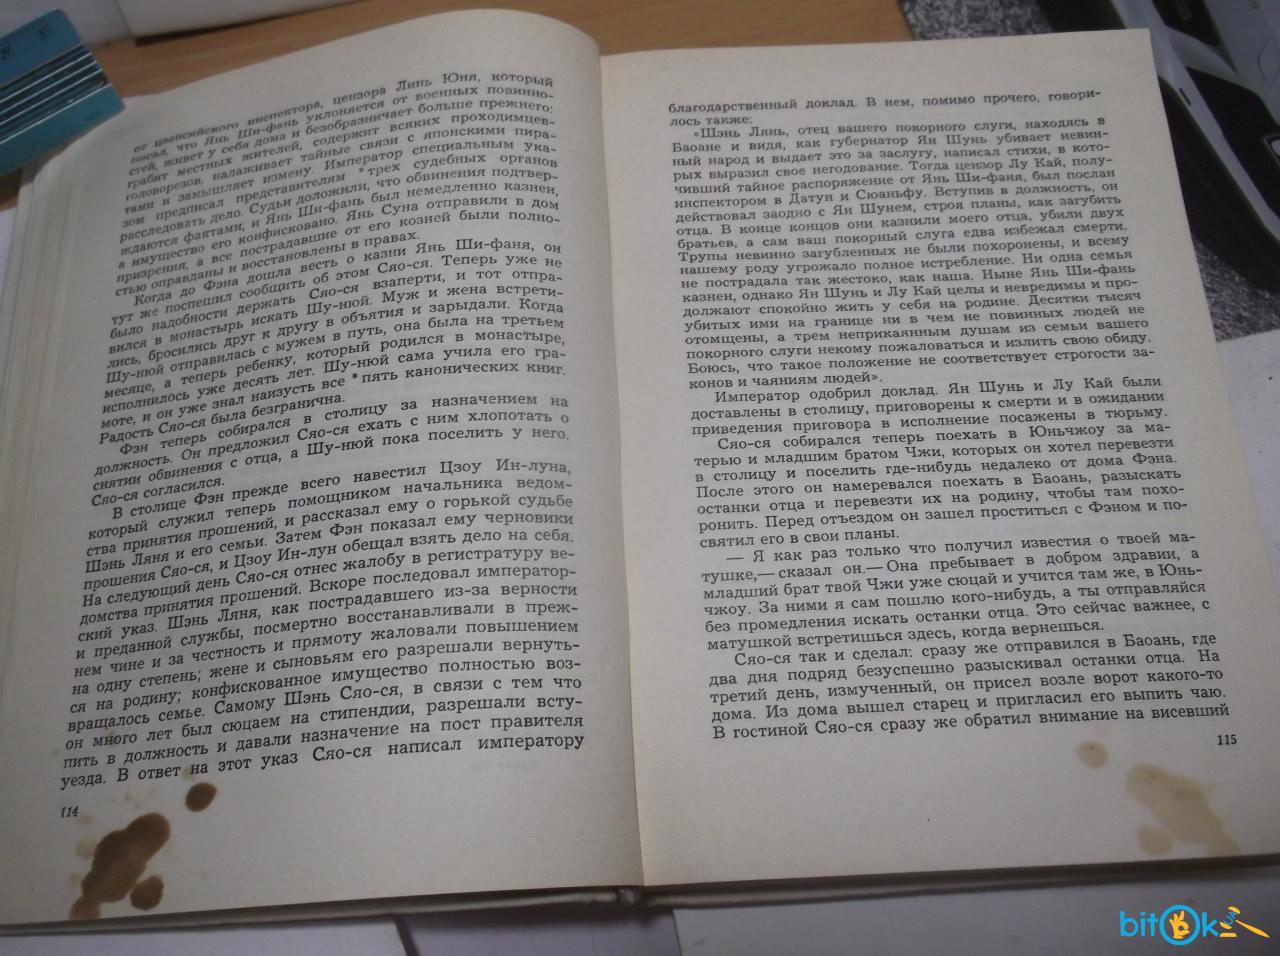 от цзянсийского инспектора, цензора Линь Юня, который
писал, что Янь Ши-фань уклоняется от военных повинно-
стей, живет у себя дома и безобразничает больше прежнего:
грабит местных жителей, содержит всяких проходимцев-
головорезов, налаживает тайные связи с японскими пира-
тами и замышляет измену. Император специальным ука-
зом предписал представителям *трех судебных органов
расследовать дело. Судьи доложили, что обвинения подтвер-
ждаются фактами, и Янь Ши-фань был немедленно казнен,
а имущество его конфисковано. Янь Суна отправили в дом
призрения, а все пострадавшие от его козней были полно-
стью оправданы и восстановлены в правах.
Когда до Фэна дошла весть о казни Янь Ши-фаня, он
тут же поспешил сообщить об этом Сяо-ся. Теперь уже не
было надобности держать Сяо-ся взаперти, и тот отпра-
вился в монастырь искать Шу-нюй. Муж и жена встрети-
лись, бросились друг к другу в объятия и зарыдали. Когда
Шу-нюй отправилась с мужем в путь, она была на третьем
месяце, а теперь ребенку, который родился в монастыре,
исполнилось уже десять лет. Шу-нюй сама учила его гра-
моте, и он уже знал наизусть все *пять канонических книг.
Радость Сяо-ся была безгранична.
Фэн теперь собирался в столицу за назначением на
должность. Он предложил Сяо-ся ехать с ним хлопотать о
снятии обвинения с отца, а Шу-нюй пока поселить у него.
Сяо-ся согласился.
В столице Фэн прежде всего навестил Цзоу Ин-луна,
который служил теперь помощником начальника ведом-
ства принятия прошений, и рассказал ему о горькой судьбе
Шэнь Ляня и его семьи. Затем Фэн показал ему черновики
прошения Сяо-ся, и Цзоу Ин-лун обещал взять дело на себя.
На следующий день Сяо-ся отнес жалобу в регистратуру ве-
домства принятия прошений. Вскоре последовал император-
ский указ. Шэнь Ляня, как пострадавшего из-за верности
и преданной службы, посмертно восстанавливали в преж-
нем чине и за честность и прямоту жаловали повышением
на одну степень; жене и сыновьям его разрешали вернуть-
ся на родину; конфискованное имущество полностью воз-
вращалось семье. Самому Шэнь Сяо-ся, в связи с тем что
он много лет был сюцаем на стипендии, разрешали всту-
пить в должность и давали назначение на пост правителя
уезда. В ответ на этот указ Сяо-ся написал императору
114
благодарственный доклад. В нем, помимо прочего, говори-
лось также:
«Шэнь Лянь, отец вашего покорного слуги, находясь в
Баоане и видя, как губернатор Ян Шунь убивает невин-
ный народ и выдает это за заслугу, написал стихи, в кото-
рых выразил свое негодование. Тогда цензор Лу Кай, полу-
чивший тайное распоряжение от Янь Ши-фаня, был послан
инспектором в Датун и Сюаньфу. Вступив в должность, он
действовал заодно с Ян Шунем, строя планы, как загубить
отца. В конце концов они казнили моего отца, убили двух
братьев, а сам ваш покорный слуга едва избежал смерти.
Трупы невинно загубленных не были похоронены, и всему
нашему роду угрожало полное истребление. Ни одна семья
не пострадала так жестоко, как наша. Ныне Янь Ши-фань
казнен, однако Ян Шунь и Лу Кай целы и невредимы и про-
должают спокойно жить у себя на родине. Десятки тысяч
убитых ими на границе ни в чем не повинных людей не
отомщены, а трем неприкаянным душам из семьи вашего
покорного слуги некому пожаловаться и излить свою обиду.
Боюсь, что такое положение не соответствует строгости за-
конов и чаяниям людей».
Император одобрил доклад. Ян Шунь и Лу Кай были
доставлены в столицу, приговорены к смерти и в ожидании
приведения приговора в исполнение посажены в тюрьму.
Сяо-ся собирался теперь поехать в Юньчжоу за ма-
терью и младшим братом Чжи, которых он хотел перевезти
в столицу и поселить где-нибудь недалеко от дома Фэна.
После этого он намеревался поехать в Баоань, разыскать
останки отца и перевезти их на родину, чтобы там похо-
ронить. Перед отъездом он зашел проститься с Фэном и по-
святил его в свои планы.
— Я как раз только что получил известия о твоей ма-
тушке,— сказал он.— Она пребывает в добром здравии, а
младший брат твой Чжи уже сюцай и учится там же, в Юнь-
чжоу. За ними я сам пошлю кого-нибудь, а ты отправляйся
без промедления искать останки отца. Это сейчас важнее, с
матушкой встретишься здесь, когда вернешься.
Сяо-ся так и сделал: сразу же отправился в Баоань, где
два дня подряд безуспешно разыскивал останки отца. На
третий день, измученный, он присел возле ворот какого-то
дома. Из дома вышел старец и пригласил его выпить чаю.
В гостиной Сяо-ся сразу же обратил внимание на висевший
115
bitOk